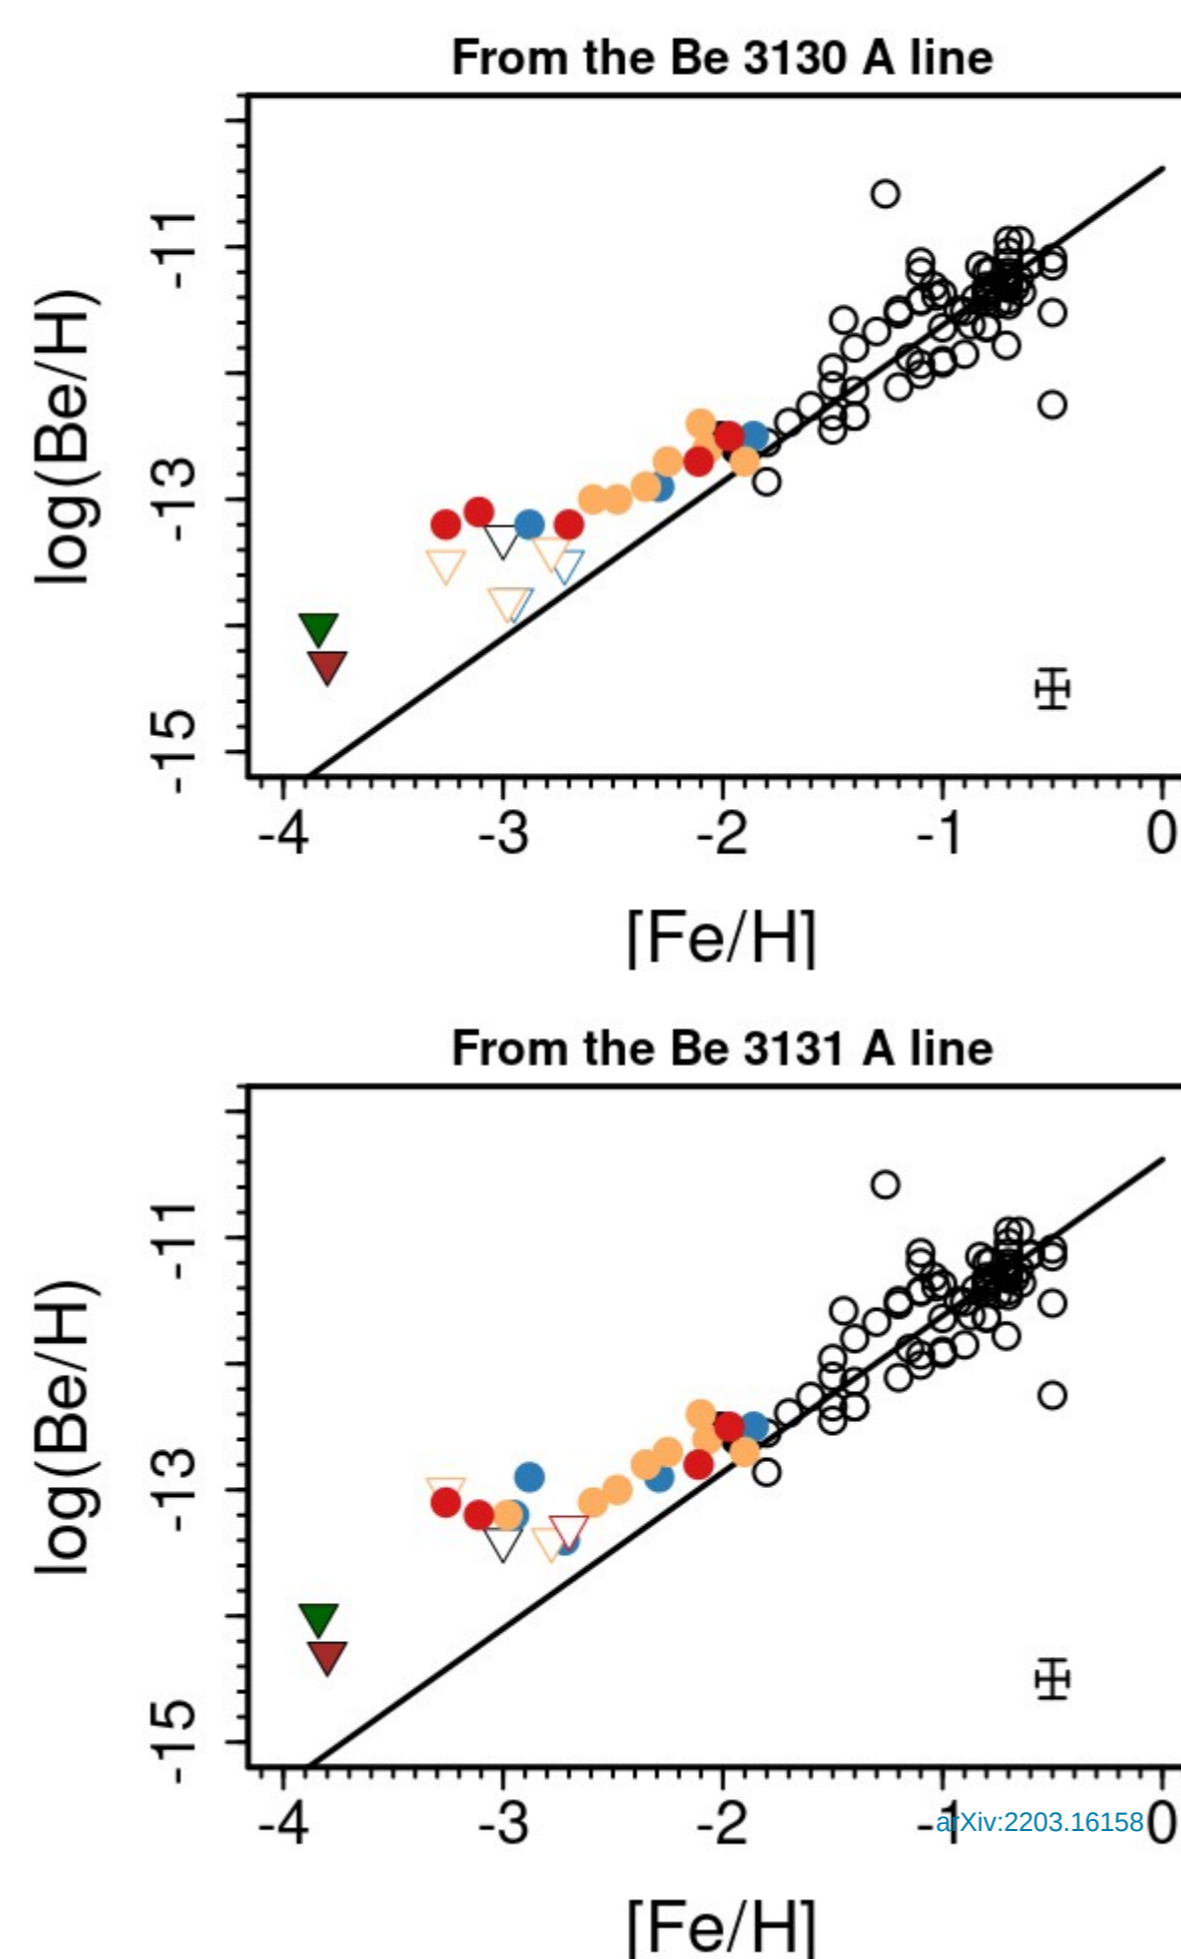 From the Be 3130 A line
log(Be/H)
-11
-13
-15
-4 -3 -2 -1 0
[Fe/H]
From the Be 3131 A line
log(Be/H)
-11
-13
-15
-4 -3 -2 -1 0
arXiv:2203.16158
[Fe/H]